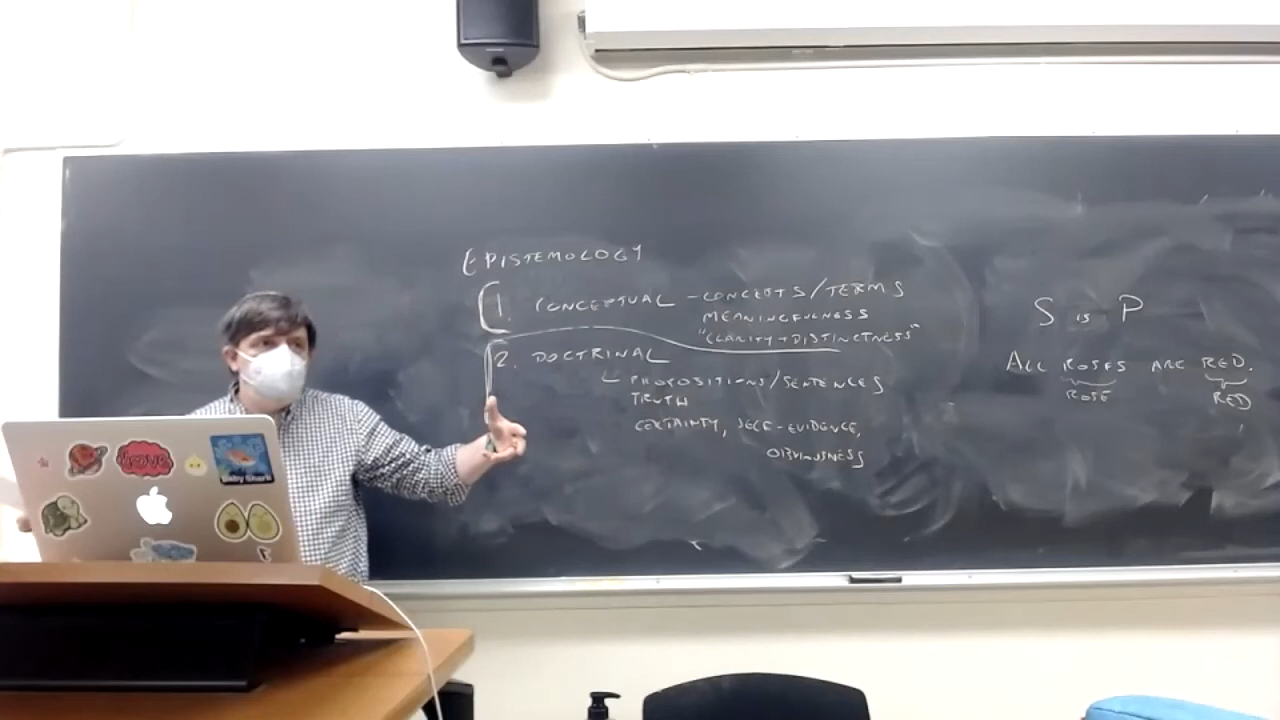 EPISTEMOLOGY
1. CONCEPTUAL - CONCEPTS/TERMS
MEANINGFULNESS
"CLARITY + DISTINCTNESS"
2. DOCTRINAL
PROPOSITIONS/SENTENCES
TRUTH
CERTAINTY, SELF-EVIDENCE,
OBVIOUSNESS
S is P
ALL ROSES ARE RED.
ROSE RED
love
Baby Shark